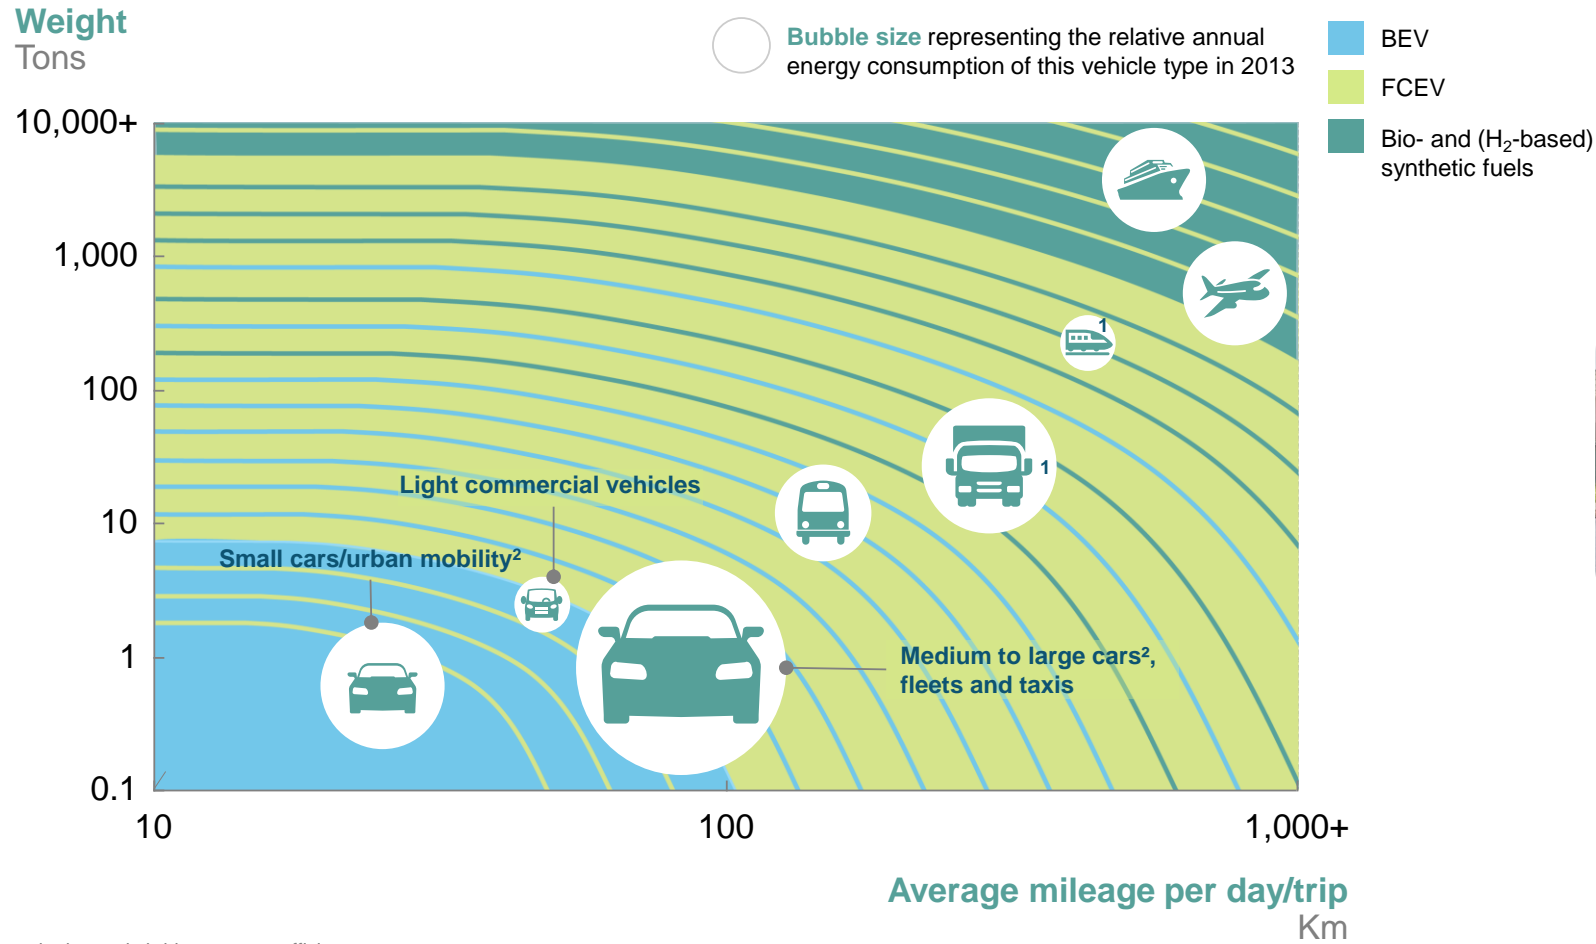 Weight
Tons
Bubble size representing the relative annual
energy consumption of this vehicle type in 2013
BEV
FCEV
Bio- and (H₂-based)
synthetic fuels
10,000+
1,000
100
10
1
0.1
1
1
Light commercial vehicles
Small cars/urban mobility²
Medium to large cars²,
fleets and taxis
10
100
1,000+
Average mileage per day/trip
Km